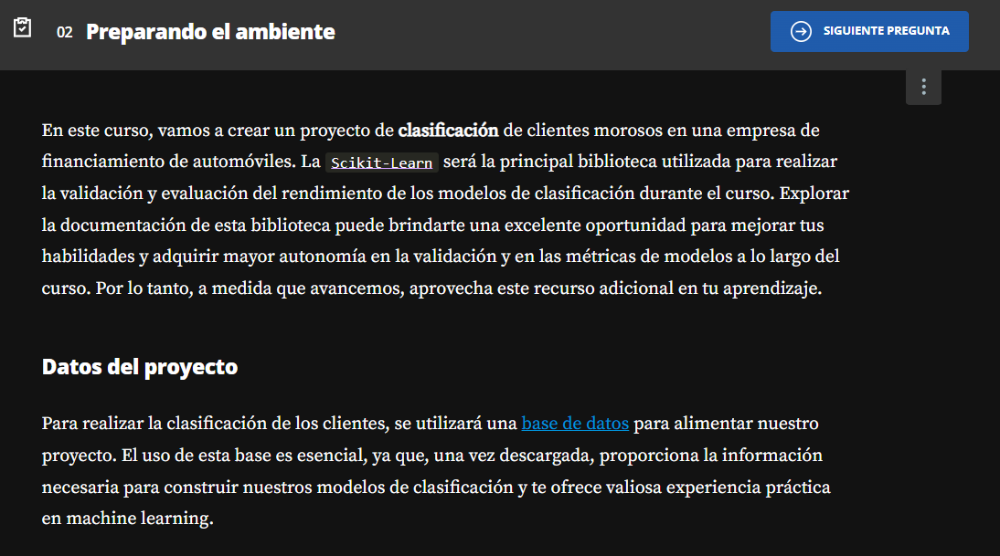 02 Preparando el ambiente
SIGUIENTE PREGUNTA
En este curso, vamos a crear un proyecto de clasificación de clientes morosos en una empresa de
financiamiento de automóviles. La Scikit-Learn será la principal biblioteca utilizada para realizar
la validación y evaluación del rendimiento de los modelos de clasificación durante el curso. Explorar
la documentación de esta biblioteca puede brindarte una excelente oportunidad para mejorar tus
habilidades y adquirir mayor autonomía en la validación y en las métricas de modelos a lo largo del
curso. Por lo tanto, a medida que avancemos, aprovecha este recurso adicional en tu aprendizaje.
Datos del proyecto
Para realizar la clasificación de los clientes, se utilizará una base de datos para alimentar nuestro
proyecto. El uso de esta base es esencial, ya que, una vez descargada, proporciona la información
necesaria para construir nuestros modelos de clasificación y te ofrece valiosa experiencia práctica
en machine learning.